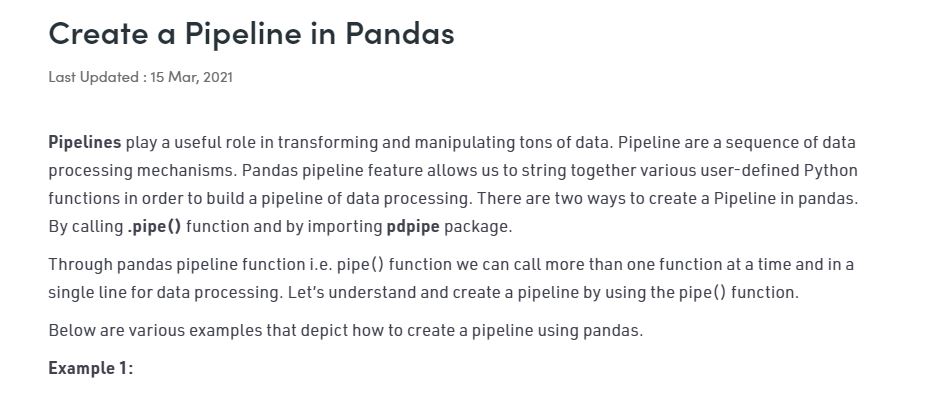 Create a Pipeline in Pandas
Last Updated : 15 Mar, 2021
Pipelines play a useful role in transforming and manipulating tons of data. Pipeline are a sequence of data
processing mechanisms. Pandas pipeline feature allows us to string together various user-defined Python
functions in order to build a pipeline of data processing. There are two ways to create a Pipeline in pandas.
By calling .pipe() function and by importing pdpipe package.
Through pandas pipeline function i.e. pipe() function we can call more than one function at a time and in a
single line for data processing. Let's understand and create a pipeline by using the pipe() function.
Below are various examples that depict how to create a pipeline using pandas.
Example 1: